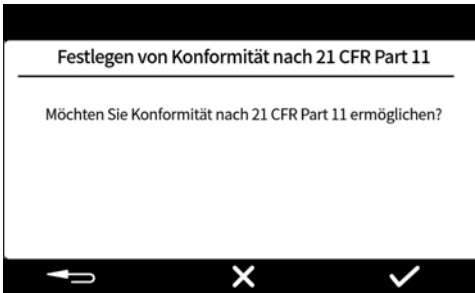 Festlegen von Konformität nach 21 CFR Part 11
Möchten Sie Konformität nach 21 CFR Part 11 ermöglichen?